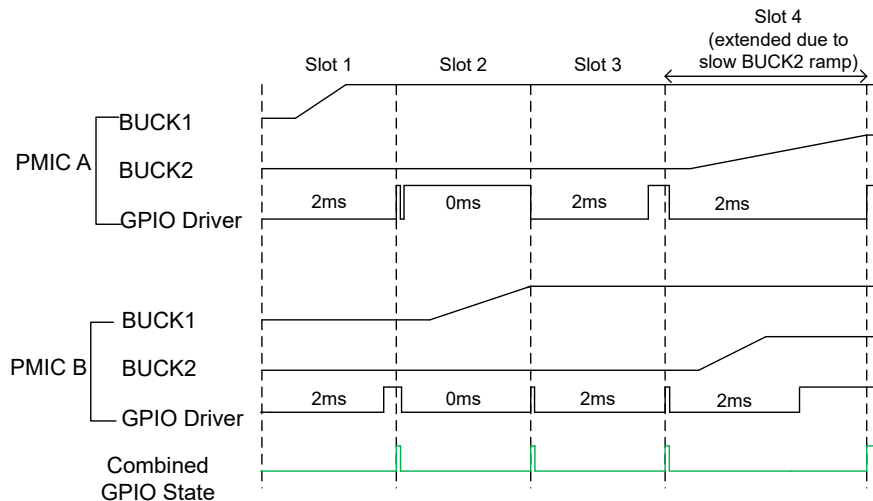 Slot 4
(extended due to
slow BUCK2 ramp)
Slot 1 Slot 2 Slot 3
BUCK1
PMIC A
BUCK2
2ms 0ms 2ms 2ms
GPIO Driver
BUCK1
PMIC B
BUCK2
2ms 0ms 2ms 2ms
GPIO Driver
Combined
GPIO State